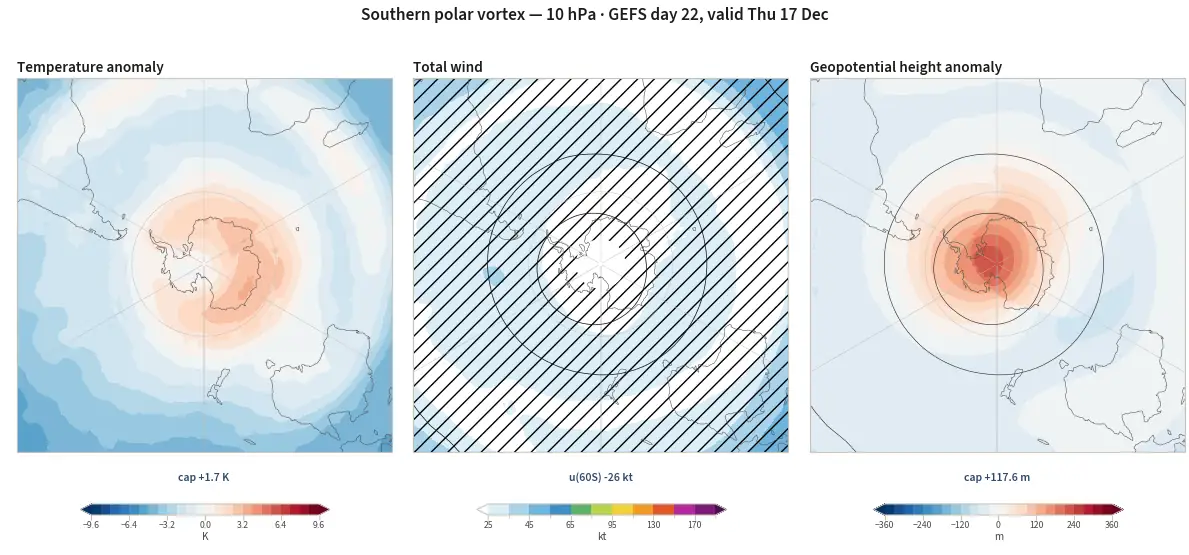 Southern polar vortex — 10 hPa · GEFS day 22, valid Thu 17 Dec
Temperature anomaly
Total wind
Geopotential height anomaly
cap +1.7 K
u(60S) -26 kt
cap +117.6 m
−9.6 −6.4 −3.2 0.0 3.2 6.4 9.6
K
25 45 65 95 130 170
kt
−360 −240 −120 0 120 240 360
m